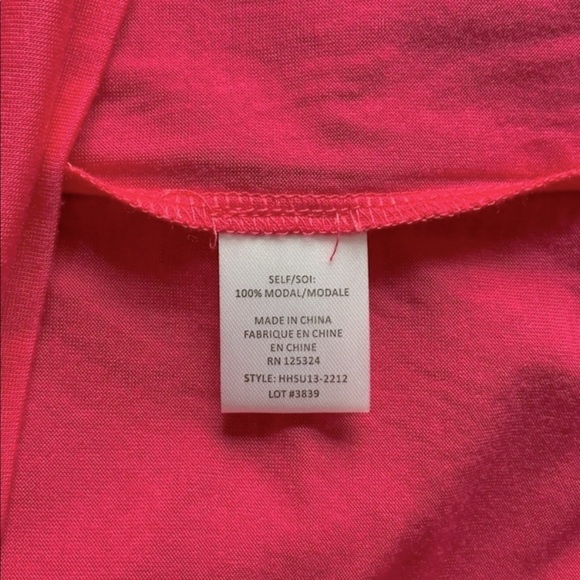 SELF/SOI:
100% MODAL/MODALE
MADE IN CHINA
FABRIQUE EN CHINE
EN CHINE
RN 125324
STYLE: HHSU13-2212
LOT #3839